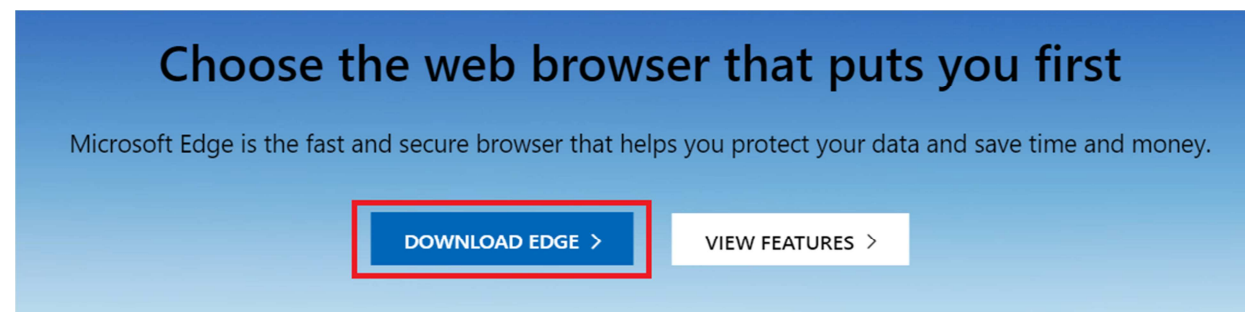 Choose the web browser that puts you first
Microsoft Edge is the fast and secure browser that helps you protect your data and save time and money.
DOWNLOAD EDGE >
VIEW FEATURES >